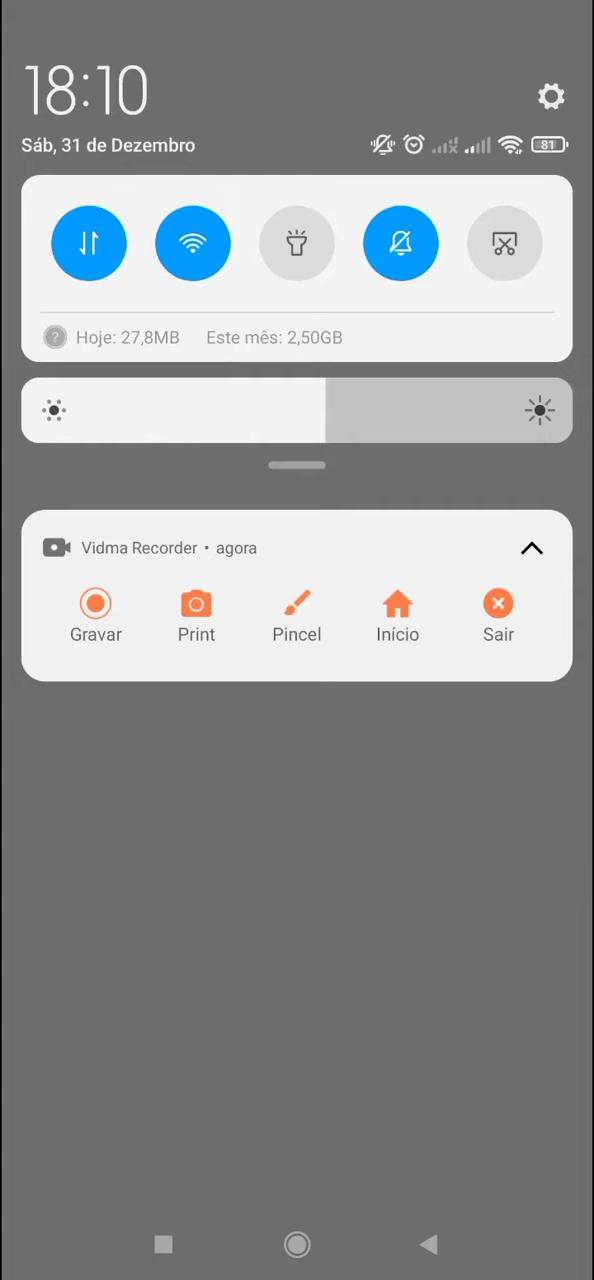 18:10
Sáb, 31 de Dezembro
81
Hoje: 27,8MB Este mês: 2,50GB
Vidma Recorder • agora
Gravar Print Pincel Início Sair